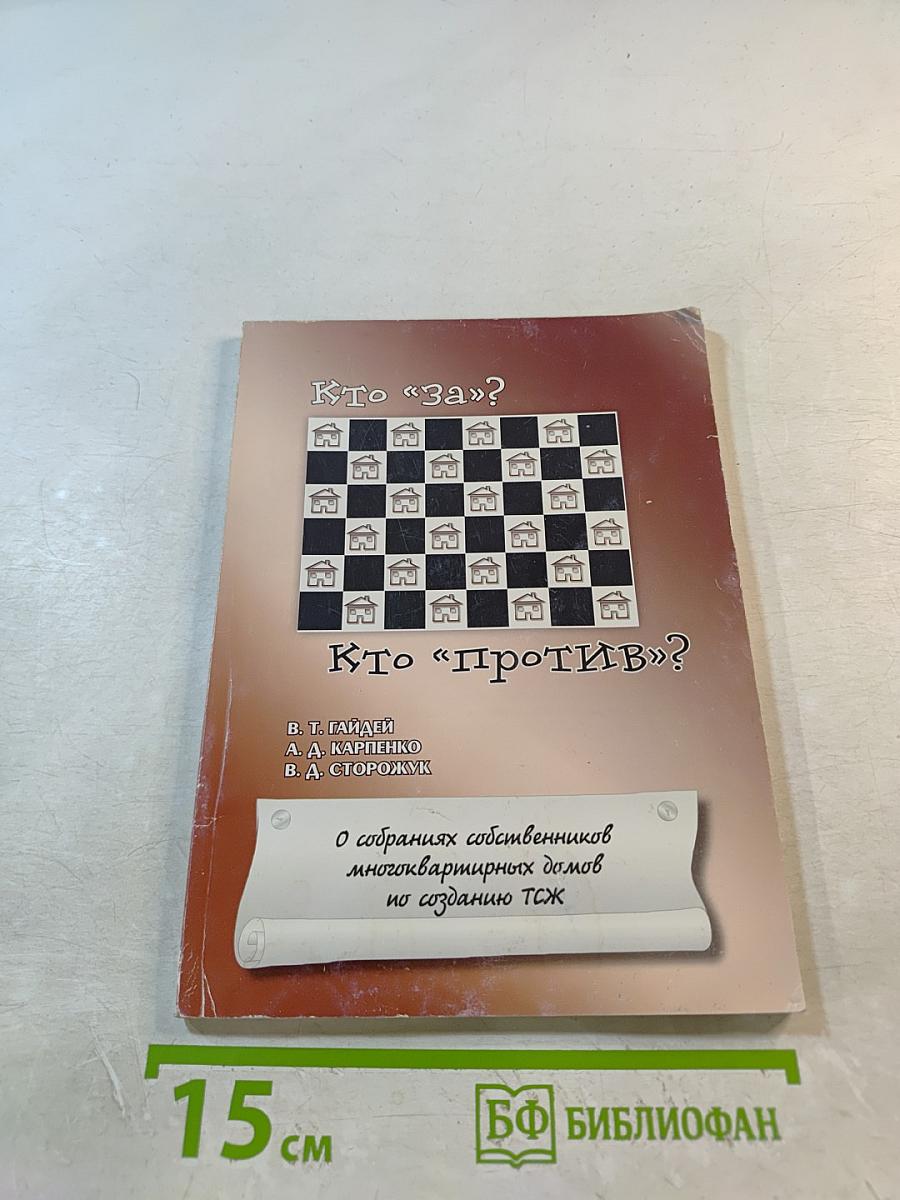 Кто «за»?
Кто «против»?
В. Т. ГАЙДЕЙ
А. Д. КАРПЕНКО
В. Д. СТОРОЖУК
О собраниях собственников
многоквартирных домов
по созданию ТСЖ
15 см
БФ БИБЛИОФАН